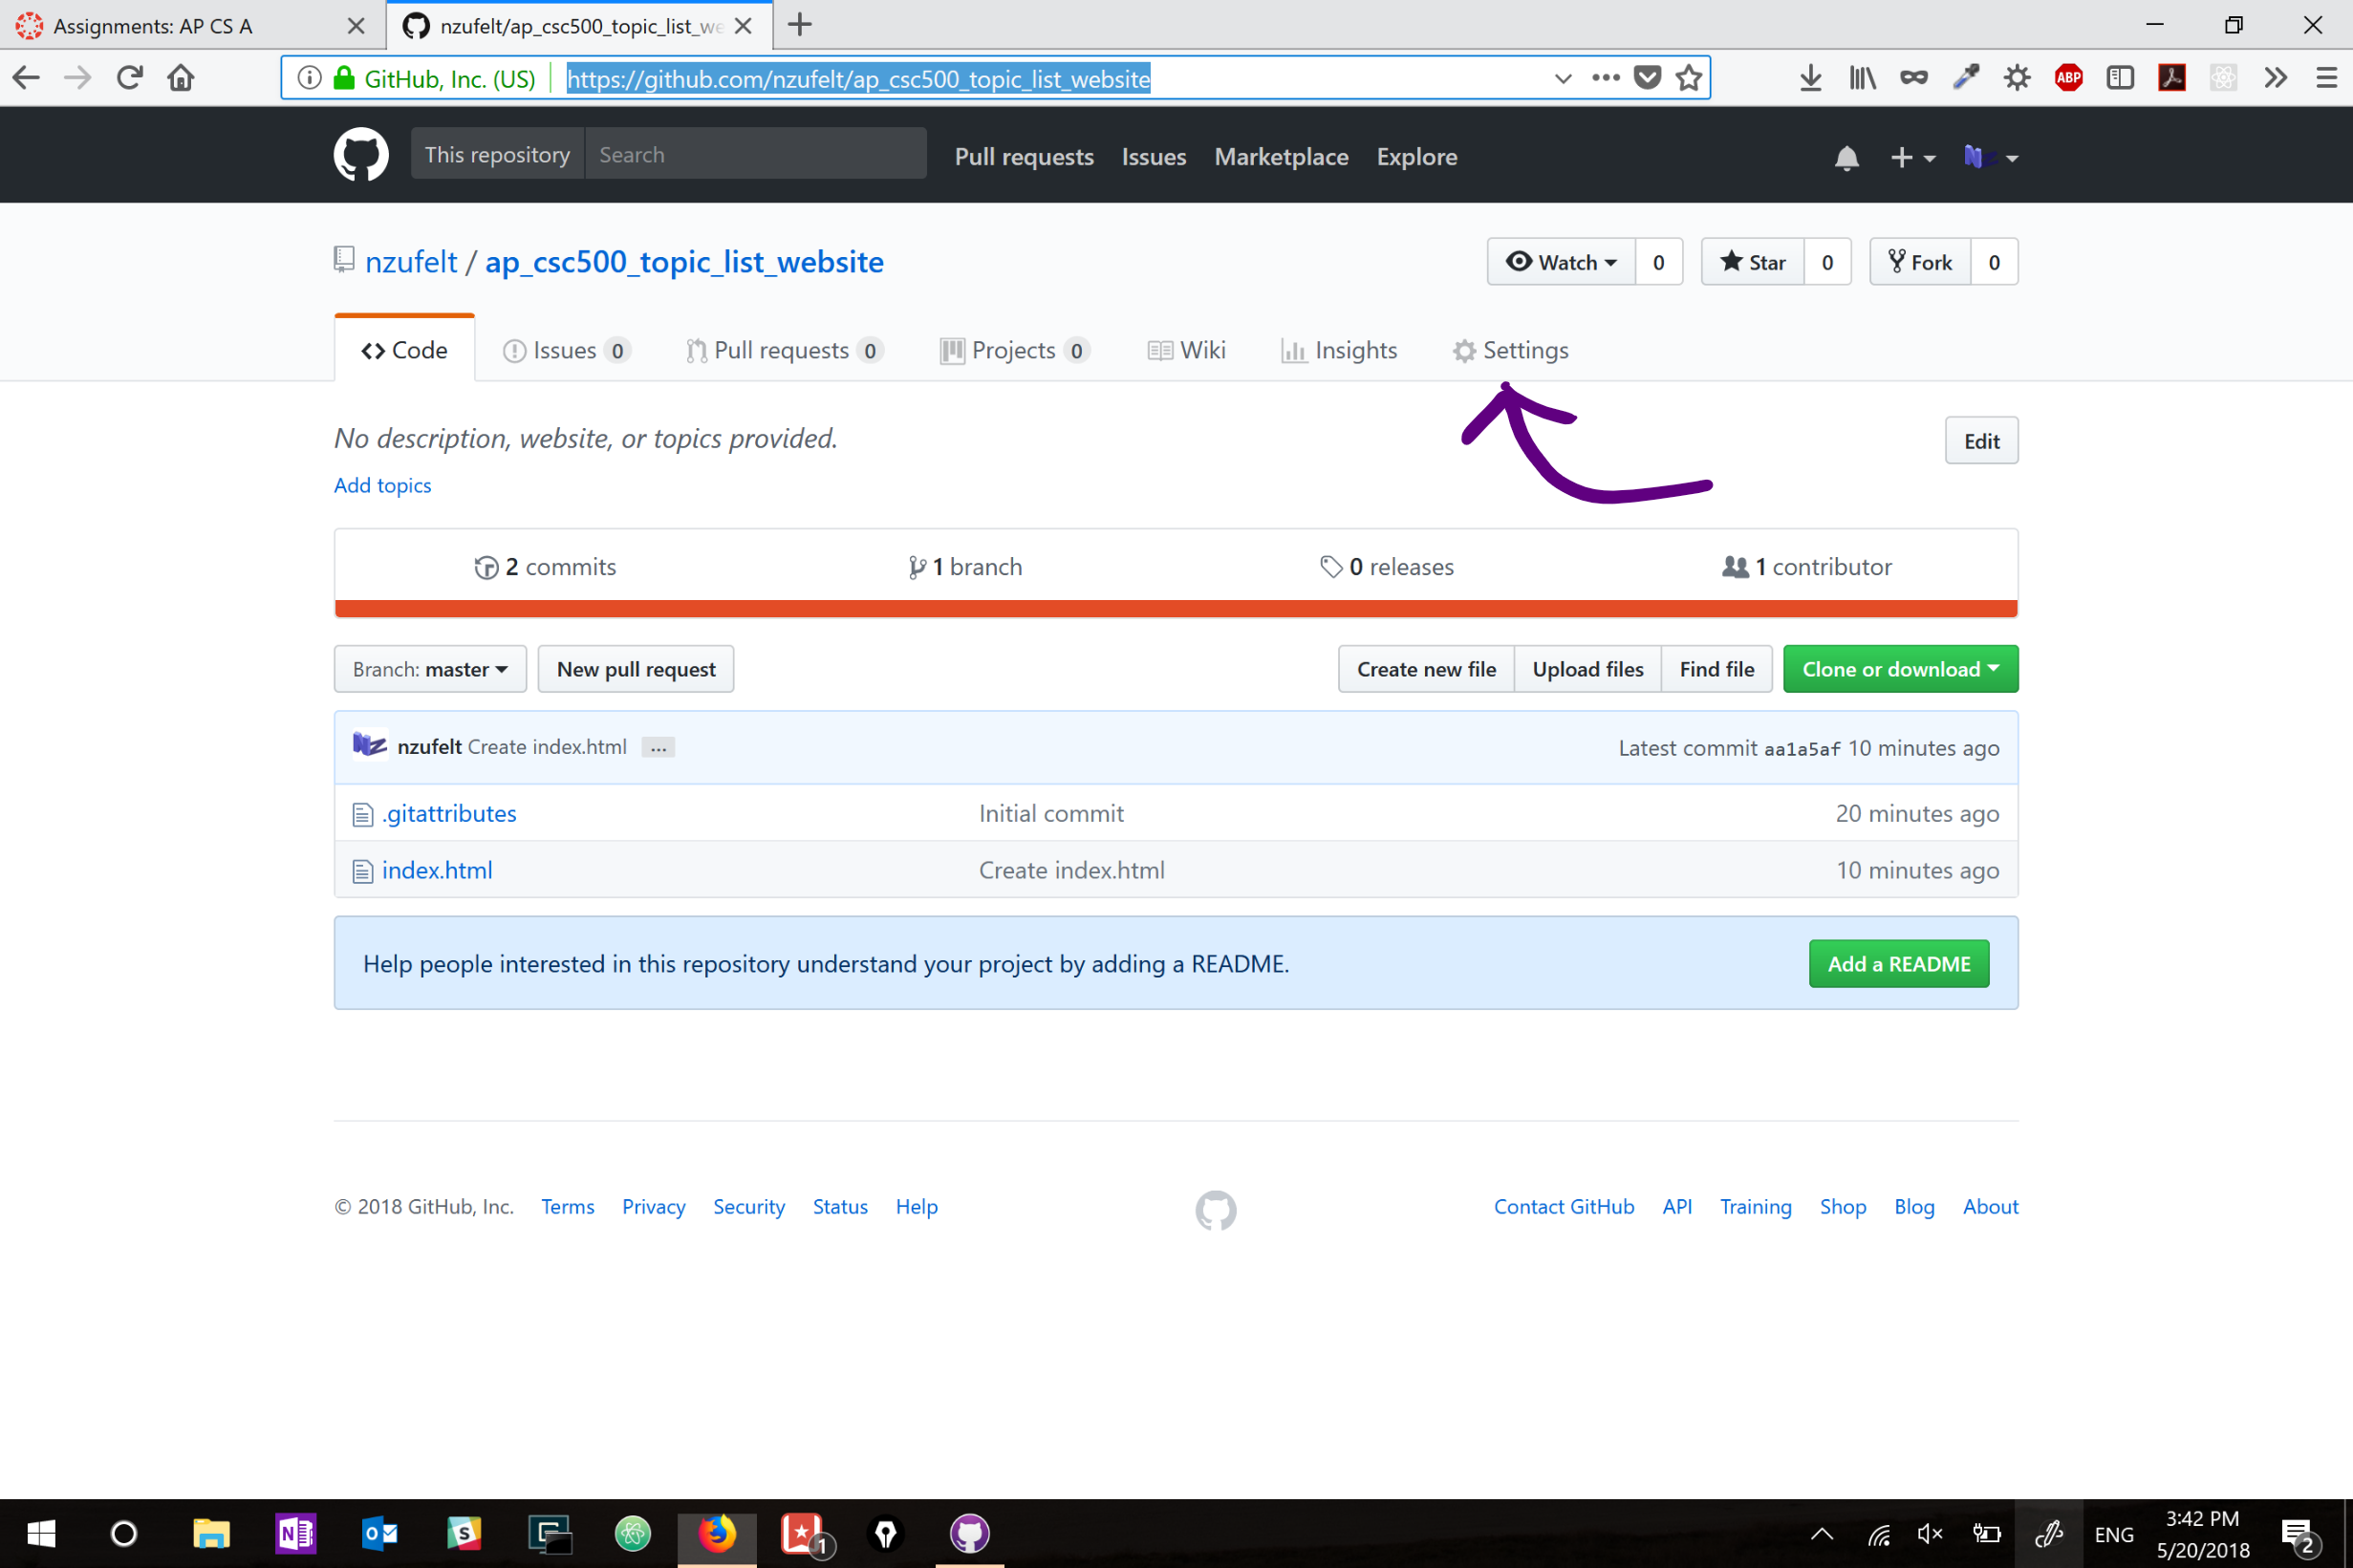 Assignments: AP CS A
nzufelt/ap_csc500_topic_list_we
GitHub, Inc. (US)
https://github.com/nzufelt/ap_csc500_topic_list_website
ABP
This repository Search Pull requests Issues Marketplace Explore
nzufelt / ap_csc500_topic_list_website
Watch 0 Star 0 Fork 0
Code Issues 0 Pull requests 0 Projects 0 Wiki Insights Settings
No description, website, or topics provided.
Edit
Add topics
2 commits 1 branch 0 releases 1 contributor
Branch: master New pull request Create new file Upload files Find file Clone or download
nzufelt Create index.html ... Latest commit aa1a5af 10 minutes ago
.gitattributes Initial commit 20 minutes ago
index.html Create index.html 10 minutes ago
Help people interested in this repository understand your project by adding a README. Add a README
© 2018 GitHub, Inc. Terms Privacy Security Status Help Contact GitHub API Training Shop Blog About
1
ENG
3:42 PM
5/20/2018
2